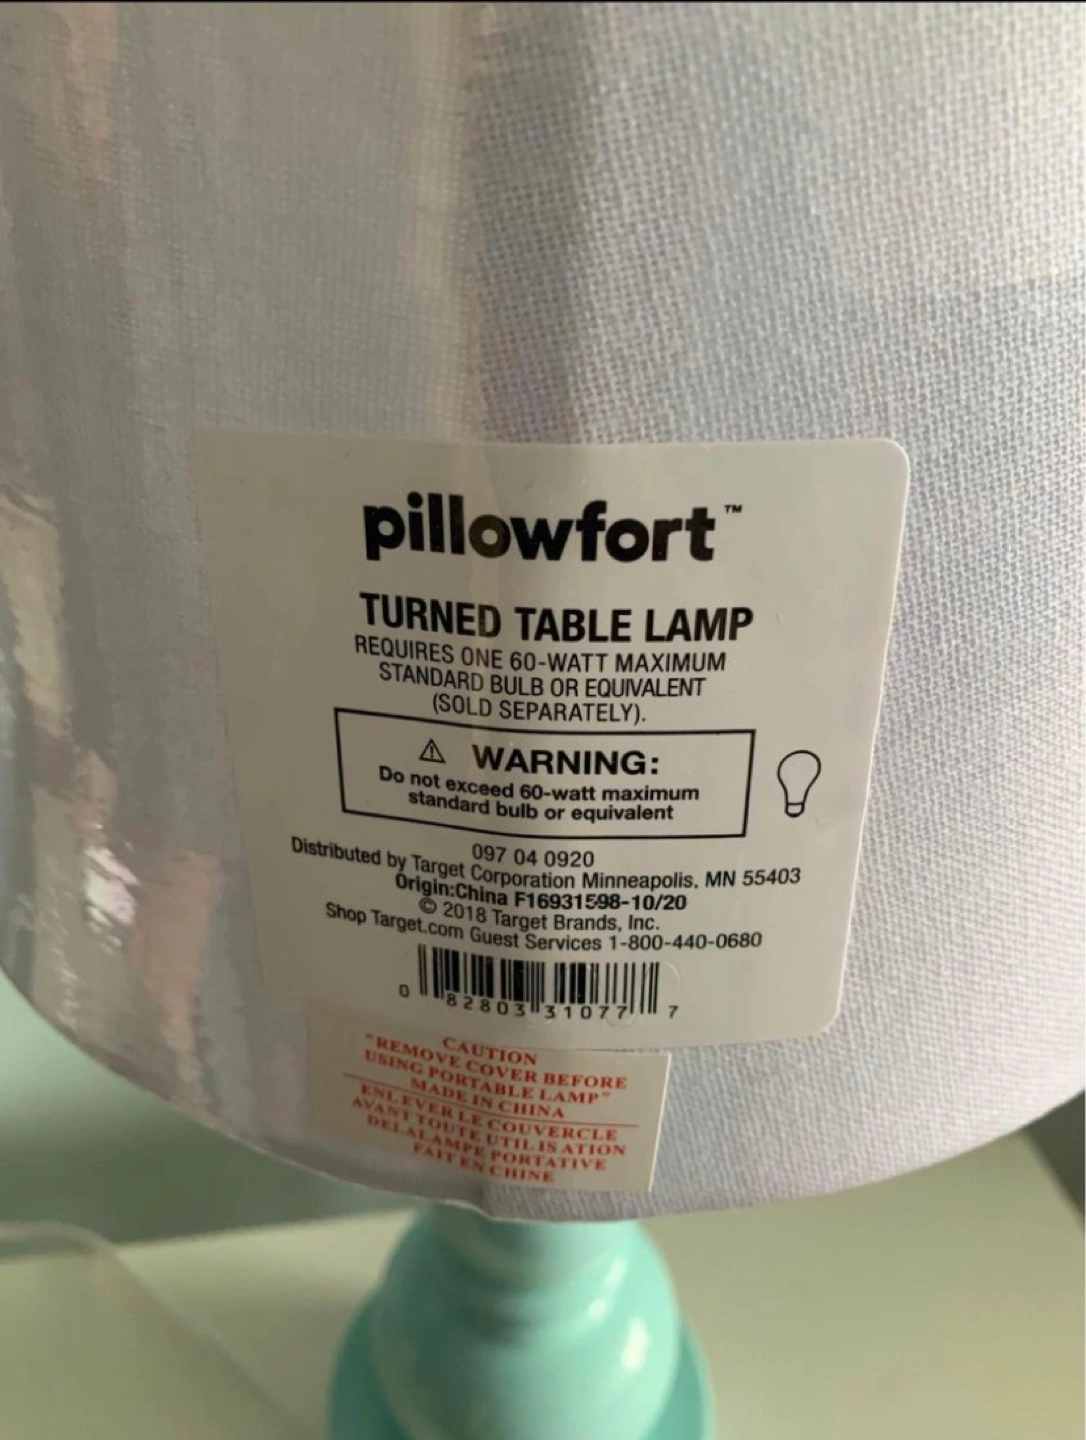 pillowfort™
TURNED TABLE LAMP
REQUIRES ONE 60-WATT MAXIMUM
STANDARD BULB OR EQUIVALENT
(SOLD SEPARATELY).
⚠ WARNING:
Do not exceed 60-watt maximum
standard bulb or equivalent
097 04 0920
Distributed by Target Corporation Minneapolis, MN 55403
Origin:China F16931598-10/20
© 2018 Target Brands, Inc.
Shop Target.com Guest Services 1-800-440-0680
0 82803 31077 7
CAUTION
"REMOVE COVER BEFORE
USING PORTABLE LAMP"
MADE IN CHINA
ENLEVER LE COUVERCLE
AVANT TOUTE UTILISATION
DELALAMPE PORTATIVE
FAIT EN CHINE